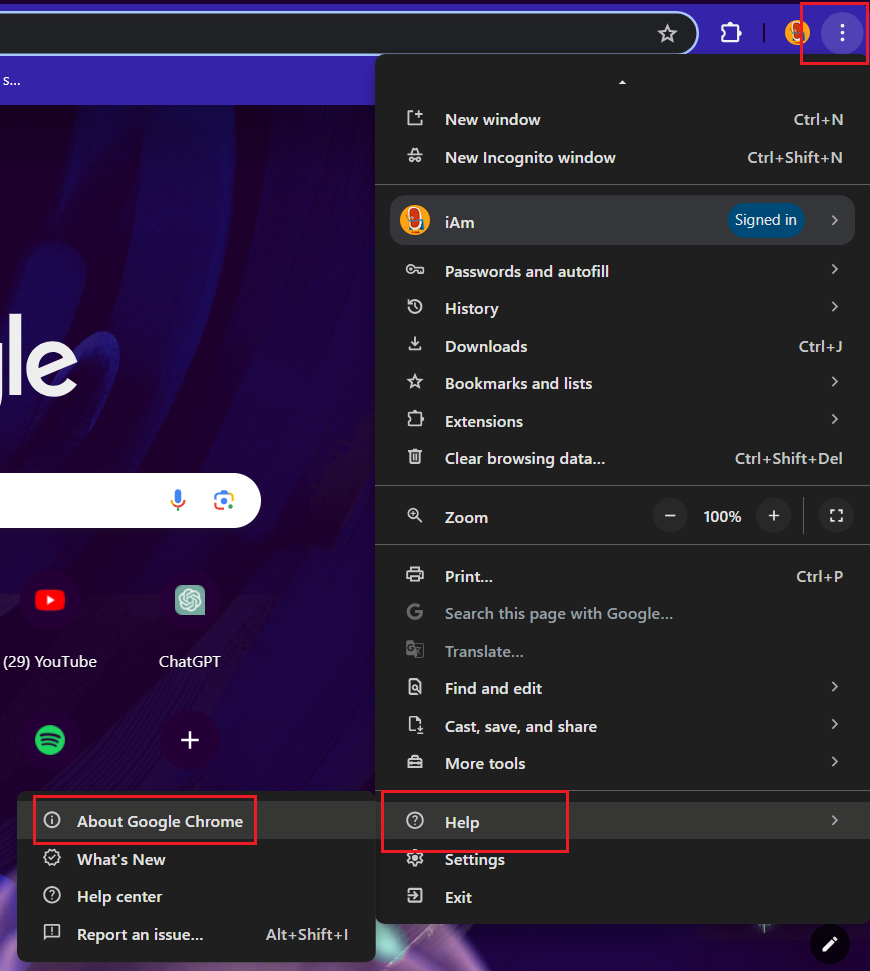 s...
New window Ctrl+N
New Incognito window Ctrl+Shift+N
iAm Signed in
Passwords and autofill
History
Downloads Ctrl+J
Bookmarks and lists
Extensions
Clear browsing data... Ctrl+Shift+Del
gle
Zoom 100%
Print... Ctrl+P
Search this page with Google...
Translate...
(29) YouTube ChatGPT
Find and edit
Cast, save, and share
More tools
Help
Settings
Exit
About Google Chrome
What's New
Help center
Report an issue... Alt+Shift+I